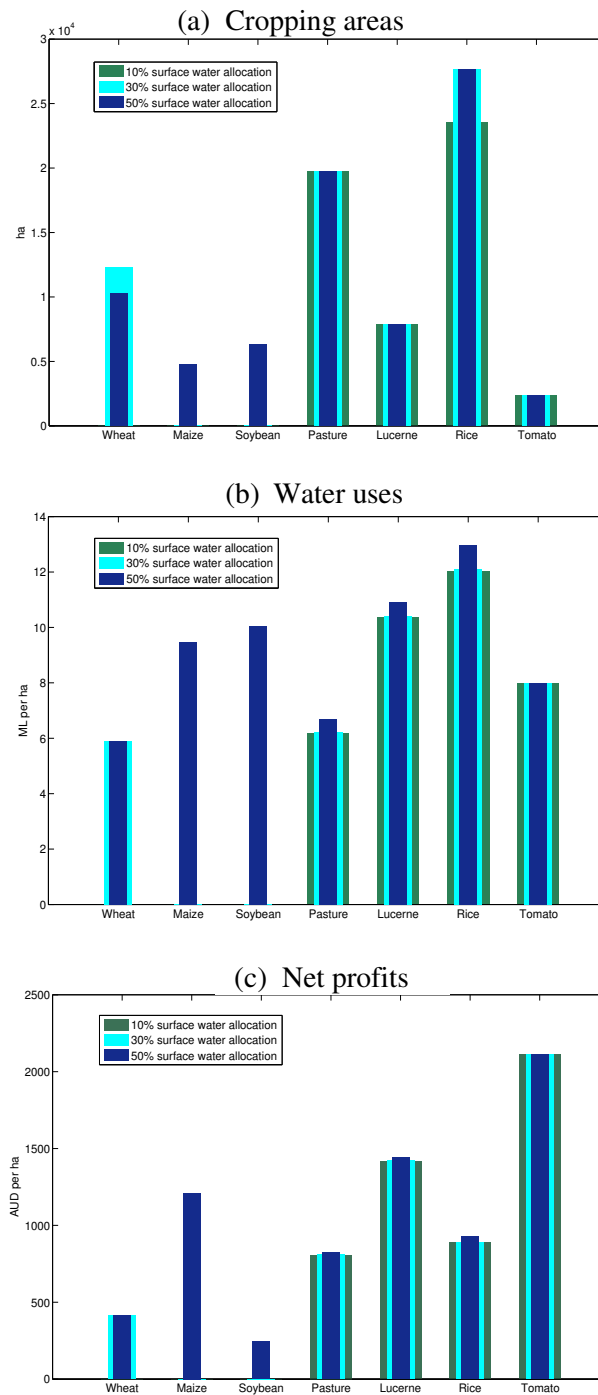 (a) Cropping areas
x 10^4
3
2.5
2
1.5
1
0.5
0
ha
10% surface water allocation
30% surface water allocation
50% surface water allocation
Wheat Maize Soybean Pasture Lucerne Rice Tomato
(b) Water uses
14
12
10
8
6
4
2
0
ML per ha
10% surface water allocation
30% surface water allocation
50% surface water allocation
Wheat Maize Soybean Pasture Lucerne Rice Tomato
(c) Net profits
2500
2000
1500
1000
500
0
AUD per ha
10% surface water allocation
30% surface water allocation
50% surface water allocation
Wheat Maize Soybean Pasture Lucerne Rice Tomato